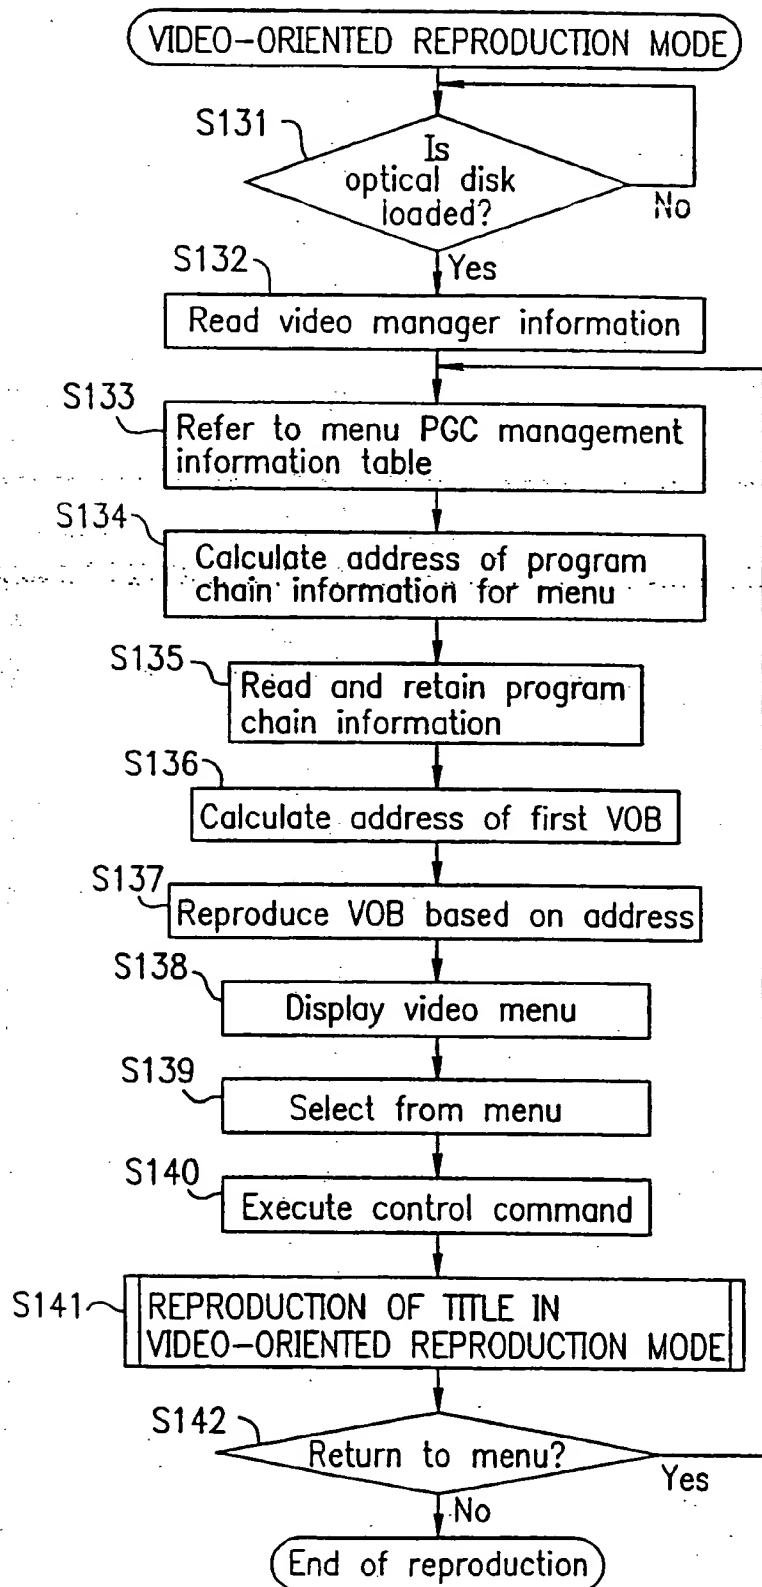 VIDEO-ORIENTED REPRODUCTION MODE
S131
Is
optical disk
loaded?
No
Yes
S132
Read video manager information
S133
Refer to menu PGC management
information table
S134
Calculate address of program
chain information for menu
S135
Read and retain program
chain information
S136
Calculate address of first VOB
S137
Reproduce VOB based on address
S138
Display video menu
S139
Select from menu
S140
Execute control command
S141
REPRODUCTION OF TITLE IN
VIDEO-ORIENTED REPRODUCTION MODE
S142
Return to menu?
Yes
No
End of reproduction